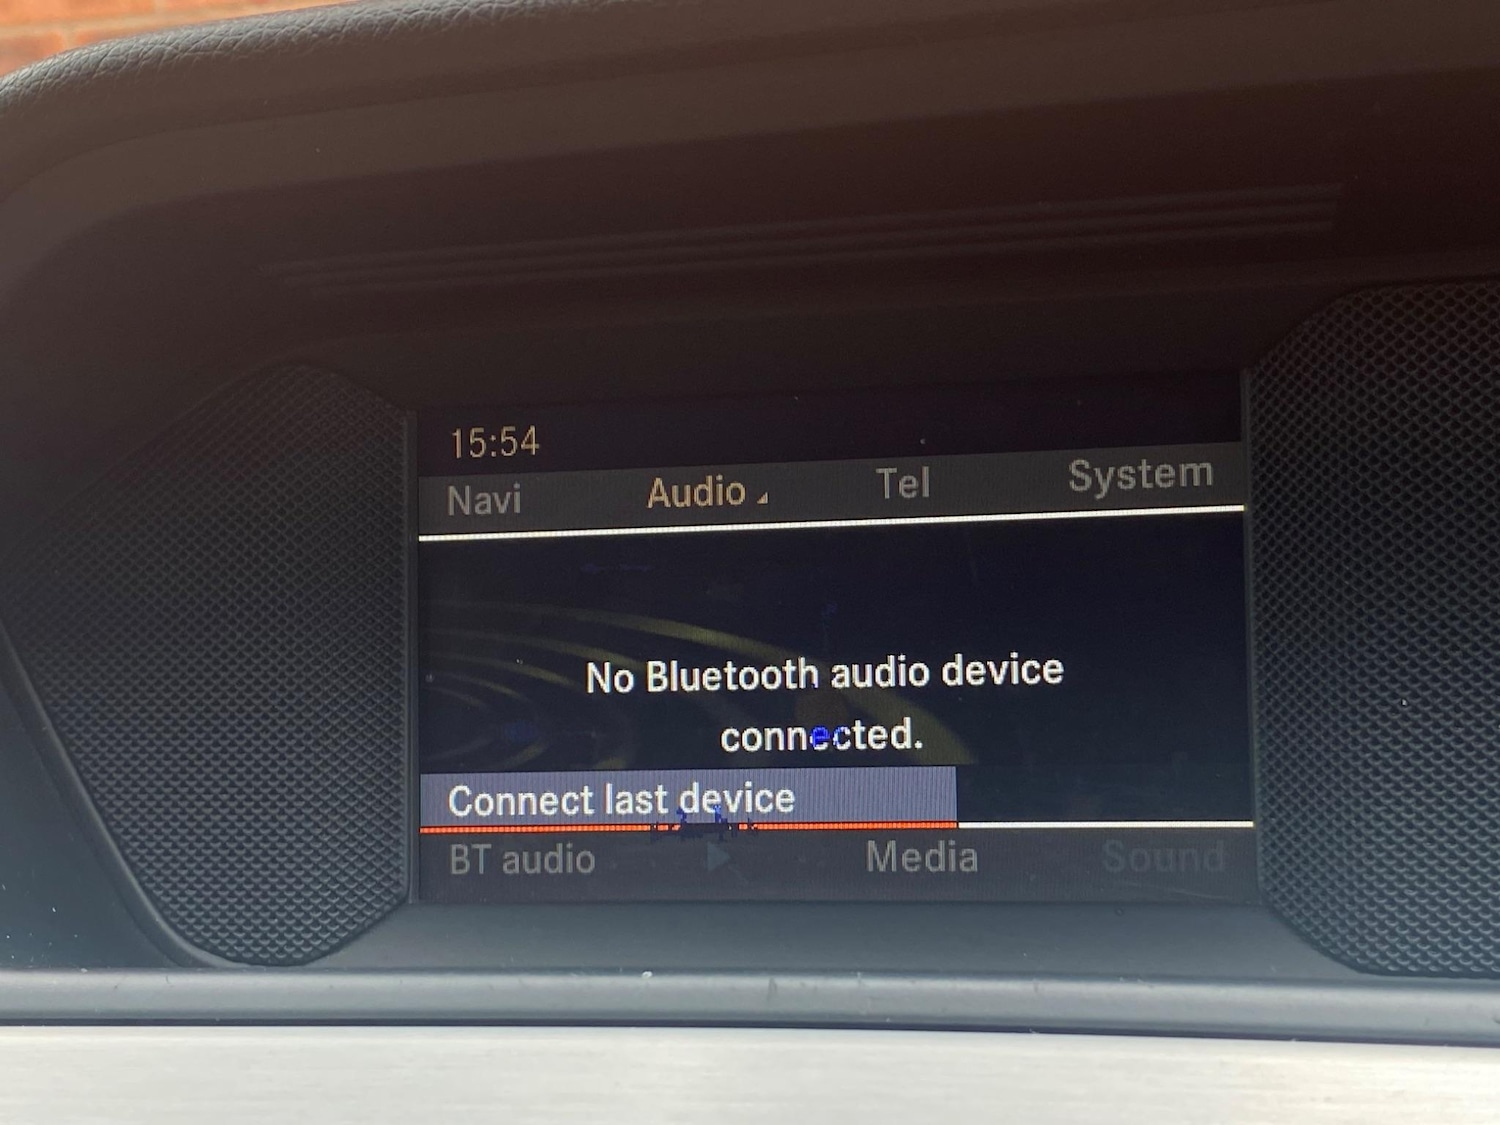 15:54
Navi Audio Tel System
No Bluetooth audio device
connected.
Connect last device
BT audio Media Sound